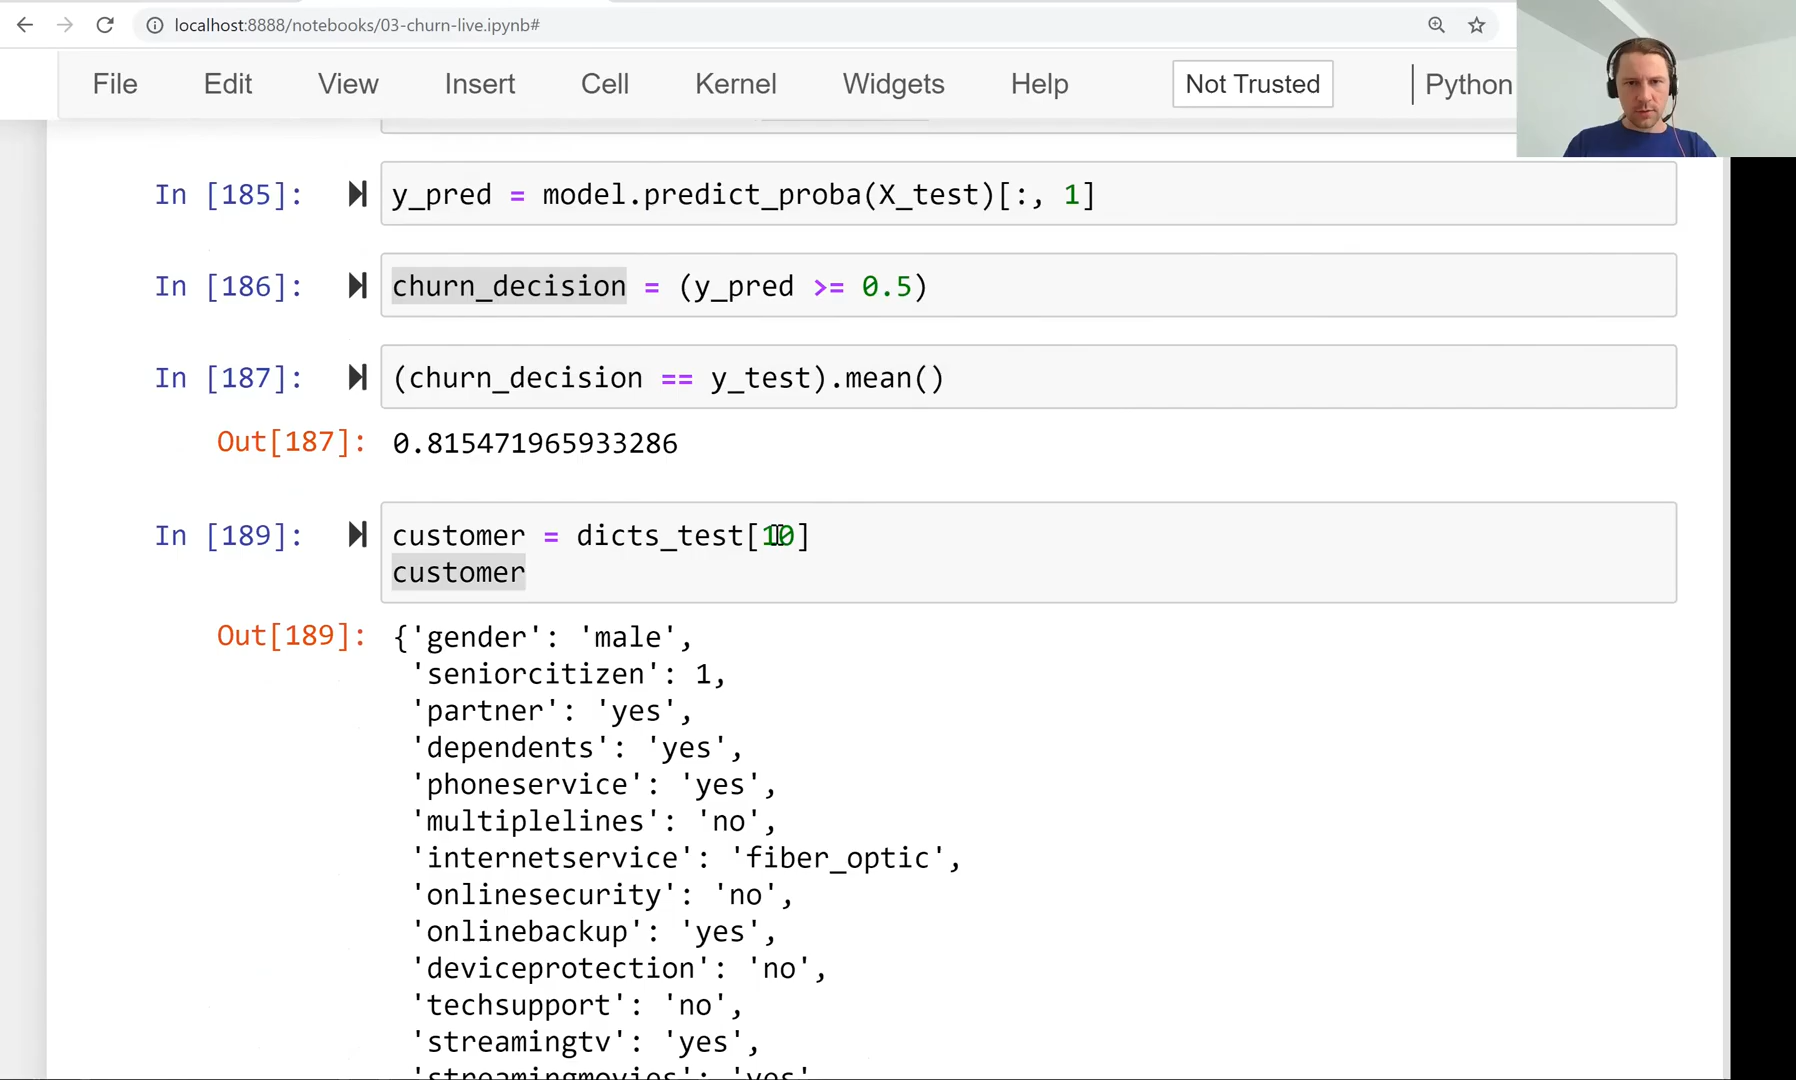 localhost:8888/notebooks/03-churn-live.ipynb#
File Edit View Insert Cell Kernel Widgets Help Not Trusted Python
In [185]: y_pred = model.predict_proba(X_test)[:, 1]
In [186]: churn_decision = (y_pred >= 0.5)
In [187]: (churn_decision == y_test).mean()
Out[187]: 0.815471965933286
In [189]: customer = dicts_test[10]
customer
Out[189]: {'gender': 'male',
'seniorcitizen': 1,
'partner': 'yes',
'dependents': 'yes',
'phoneservice': 'yes',
'multiplelines': 'no',
'internetservice': 'fiber_optic',
'onlinesecurity': 'no',
'onlinebackup': 'yes',
'deviceprotection': 'no',
'techsupport': 'no',
'streamingtv': 'yes',
'streamingmovies': 'yes'